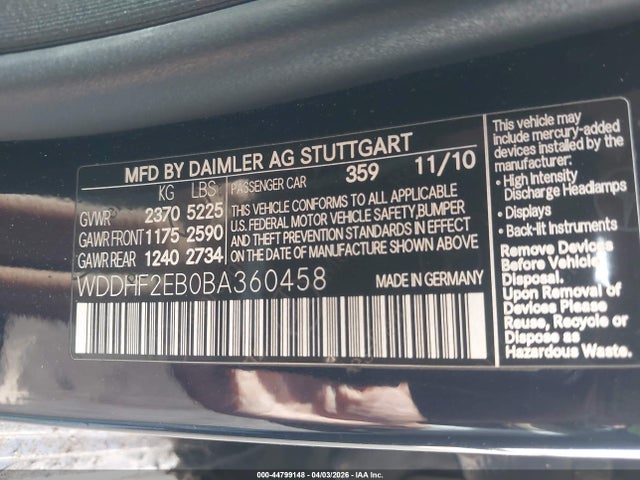 MFD BY DAIMLER AG STUTTGART
KG LBS
GVWR 2370 5225
GAWR FRONT 1175 2590
GAWR REAR 1240 2734
PASSENGER CAR 359 11/10
THIS VEHICLE CONFORMS TO ALL APPLICABLE
U.S. FEDERAL MOTOR VEHICLE SAFETY,BUMPER
AND THEFT PREVENTION STANDARDS IN EFFECT
ON THE DATE OF MANUFACTURE SHOWN ABOVE.
WDDHF2EB0BA360458
MADE IN GERMANY
This vehicle may
include mercury-added
devices installed by the
manufacturer:
• High Intensity
Discharge Headlamps
• Displays
• Back-lit Instruments
Remove Devices
Before Vehicle
Disposal.
Upon Removal of
Devices Please
Reuse, Recycle or
Dispose as
Hazardous Waste.
000-44799148 - 04/03/2026 - IAA Inc.